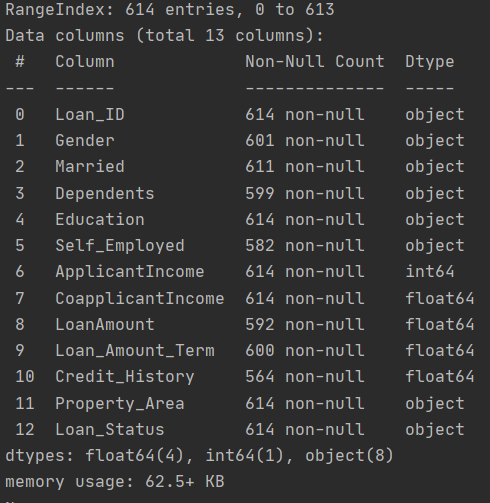 RangeIndex: 614 entries, 0 to 613
Data columns (total 13 columns):
 #   Column             Non-Null Count  Dtype
---  ------             --------------  -----
 0   Loan_ID            614 non-null    object
 1   Gender             601 non-null    object
 2   Married            611 non-null    object
 3   Dependents         599 non-null    object
 4   Education          614 non-null    object
 5   Self_Employed      582 non-null    object
 6   ApplicantIncome    614 non-null    int64
 7   CoapplicantIncome  614 non-null    float64
 8   LoanAmount         592 non-null    float64
 9   Loan_Amount_Term   600 non-null    float64
 10  Credit_History     564 non-null    float64
 11  Property_Area      614 non-null    object
 12  Loan_Status        614 non-null    object
dtypes: float64(4), int64(1), object(8)
memory usage: 62.5+ KB